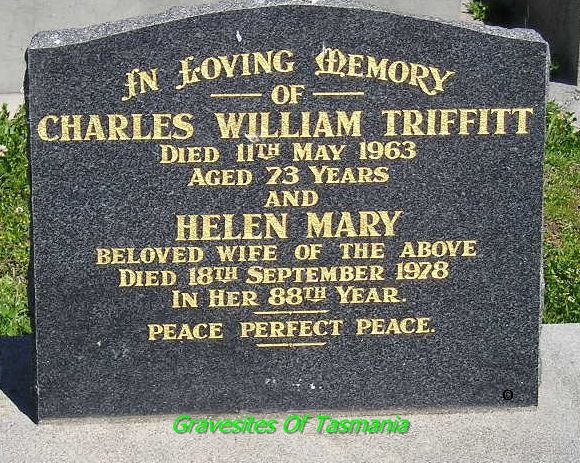 In Loving Memory
OF
CHARLES WILLIAM TRIFFITT
DIED 11TH MAY 1963
AGED 73 YEARS
AND
HELEN MARY
BELOVED WIFE OF THE ABOVE
DIED 18TH SEPTEMBER 1978
IN HER 88TH YEAR.
PEACE PERFECT PEACE.
©
Gravesites Of Tasmania